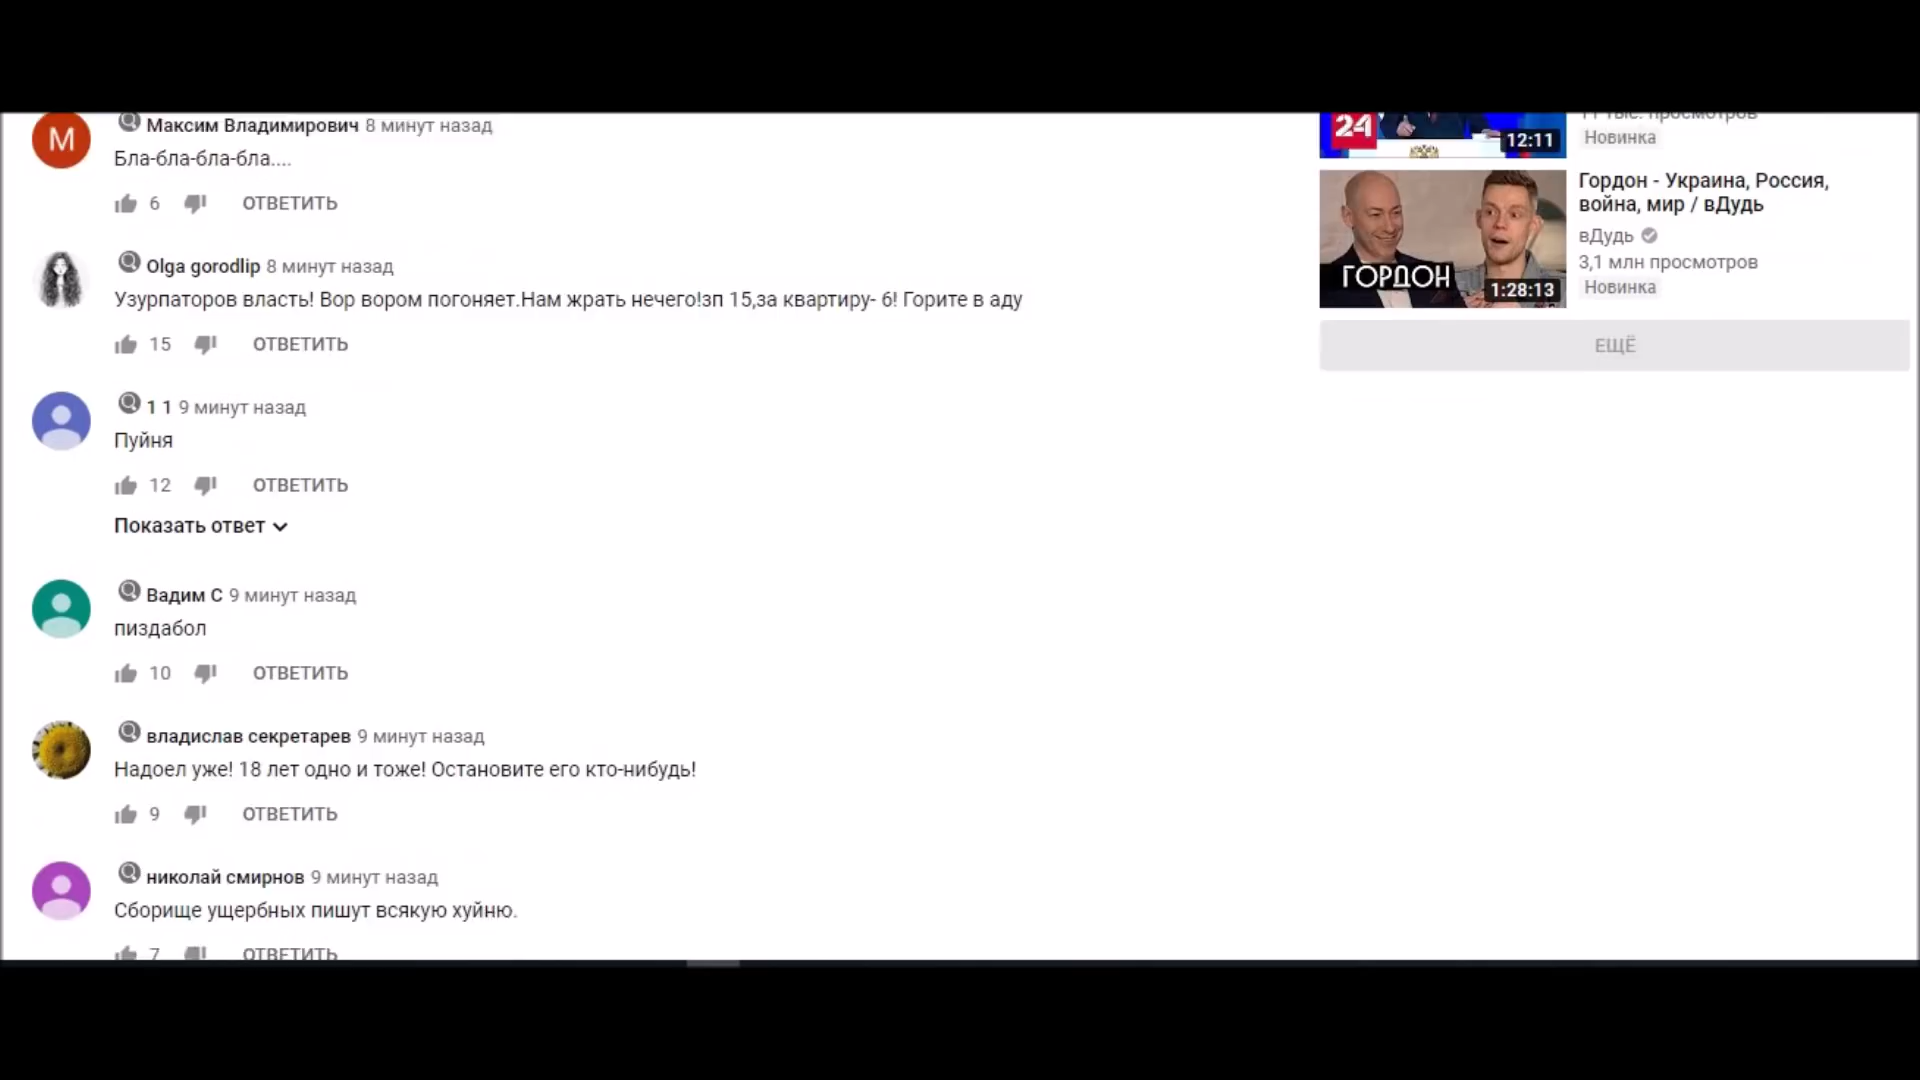 Максим Владимирович 8 минут назад
Бла-бла-бла-бла....
6 ОТВЕТИТЬ
Olga gorodlip 8 минут назад
Узурпаторов власть! Вор вором погоняет.Нам жрать нечего!зп 15,за квартиру- 6! Горите в аду
15 ОТВЕТИТЬ
1 1 9 минут назад
Пуйня
12 ОТВЕТИТЬ
Показать ответ
Вадим С 9 минут назад
пиздабол
10 ОТВЕТИТЬ
владислав секретарев 9 минут назад
Надоел уже! 18 лет одно и тоже! Остановите его кто-нибудь!
9 ОТВЕТИТЬ
николай смирнов 9 минут назад
Сборище ущербных пишут всякую хуйню.
7 ОТВЕТИТЬ
M
24
12:11
11 тыс. просмотров
Новинка
ГОРДОН
1:28:13
Гордон - Украина, Россия,
война, мир / вДудь
вДудь
3,1 млн просмотров
Новинка
ЕЩЁ